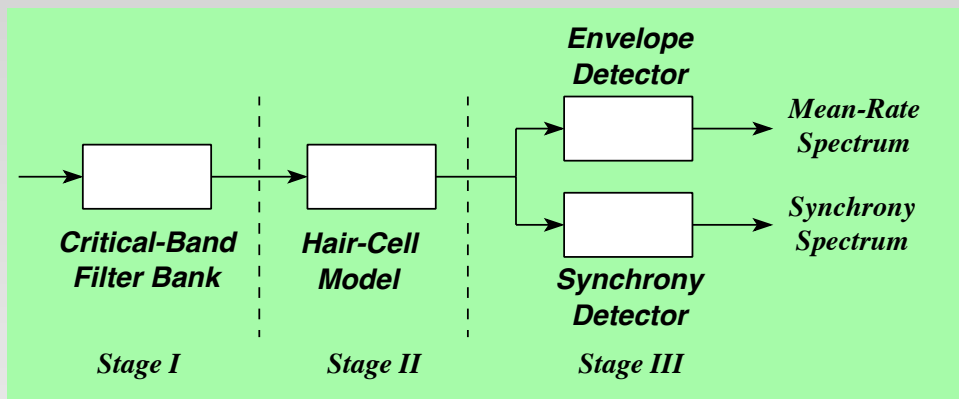 Envelope
Detector
Mean-Rate
Spectrum
Critical-Band
Filter Bank
Hair-Cell
Model
Synchrony
Spectrum
Synchrony
Detector
Stage I
Stage II
Stage III